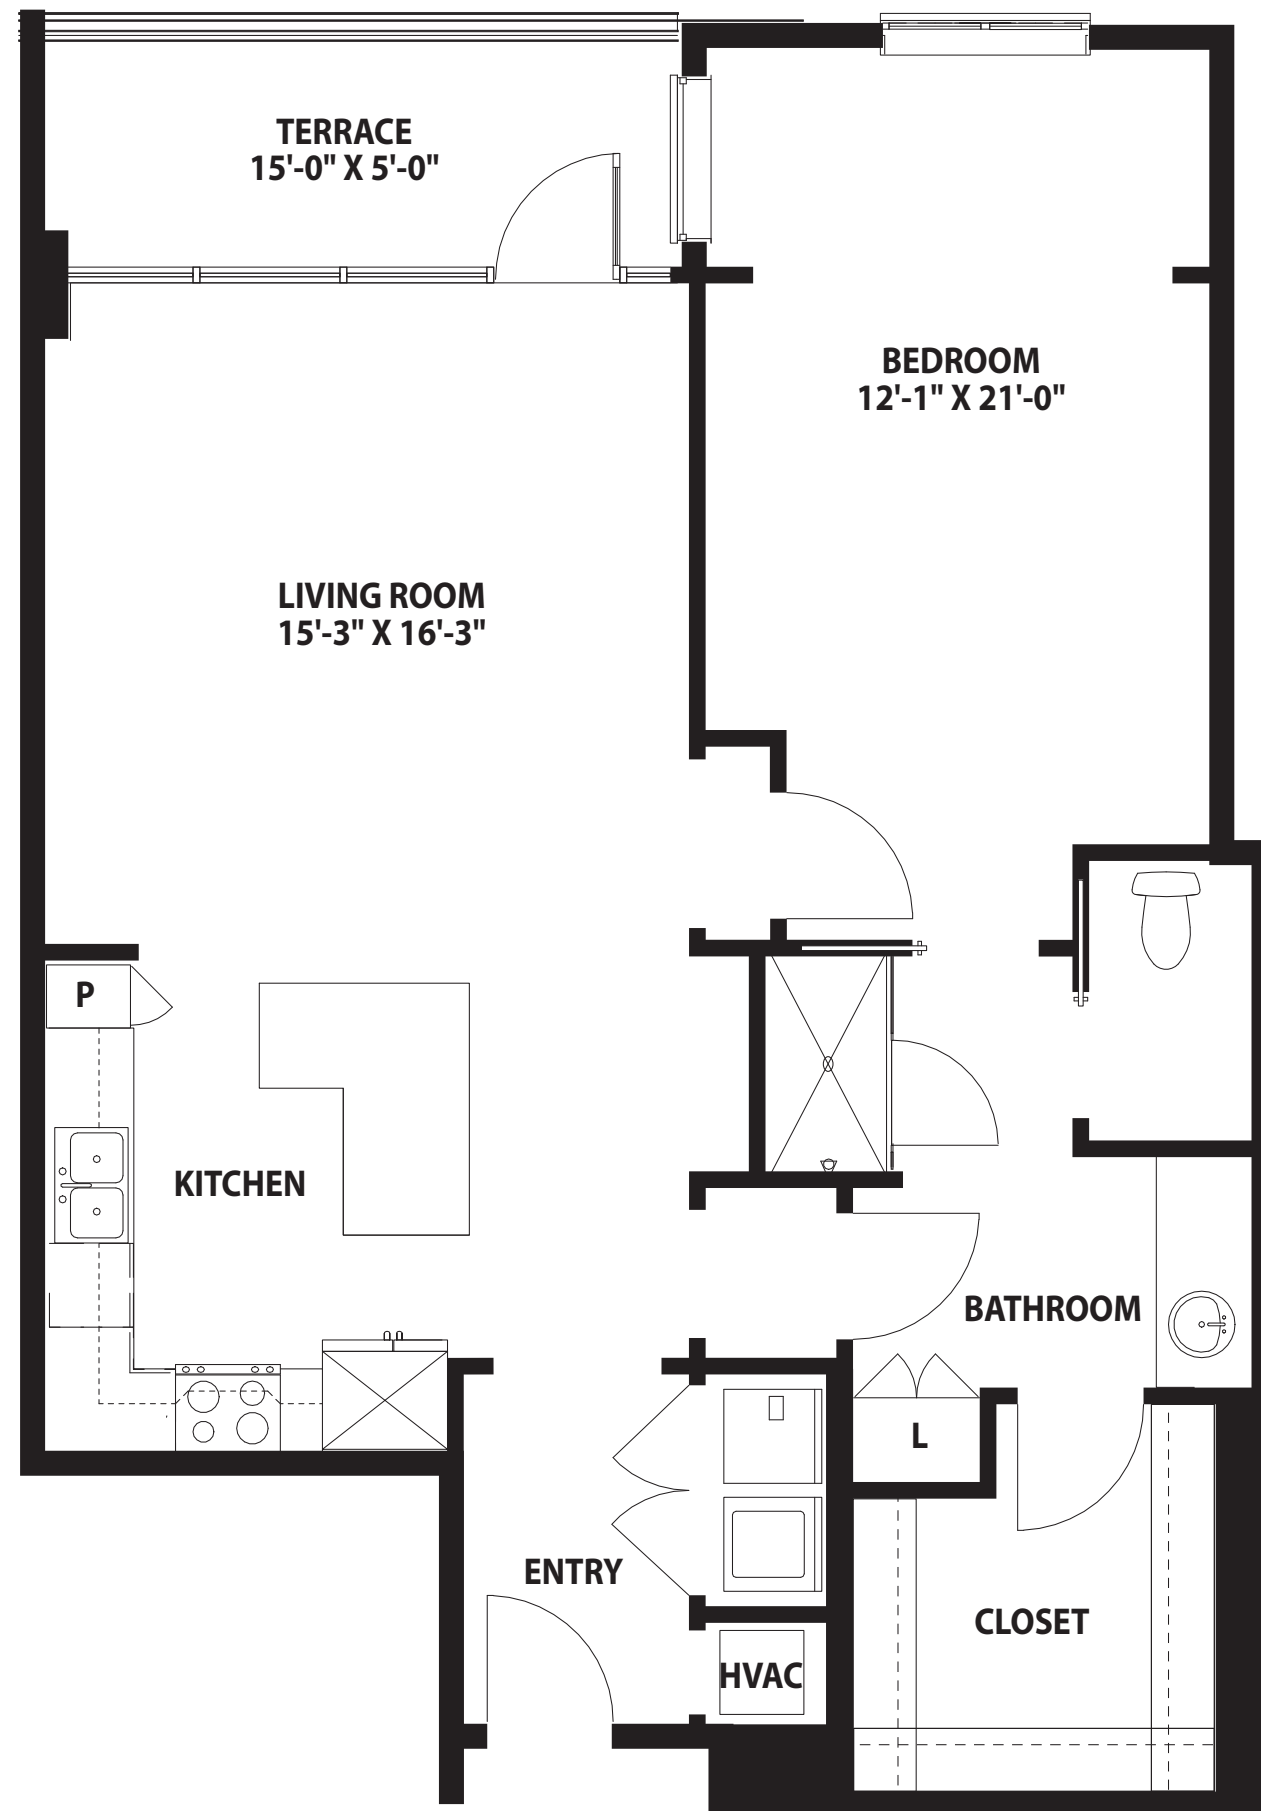 TERRACE
15'-0" X 5'-0"
BEDROOM
12'-1" X 21'-0"
LIVING ROOM
15'-3" X 16'-3"
P
KITCHEN
BATHROOM
L
ENTRY
CLOSET
HVAC